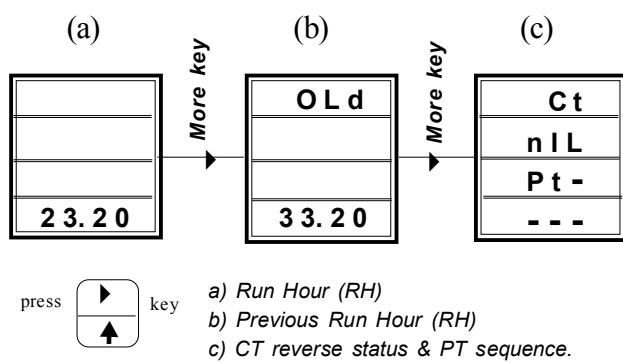 (a) (b) (c)
More key More key
OLd Ct
nIL
Pt-
23.20 33.20 ---
press key
a) Run Hour (RH)
b) Previous Run Hour (RH)
c) CT reverse status & PT sequence.